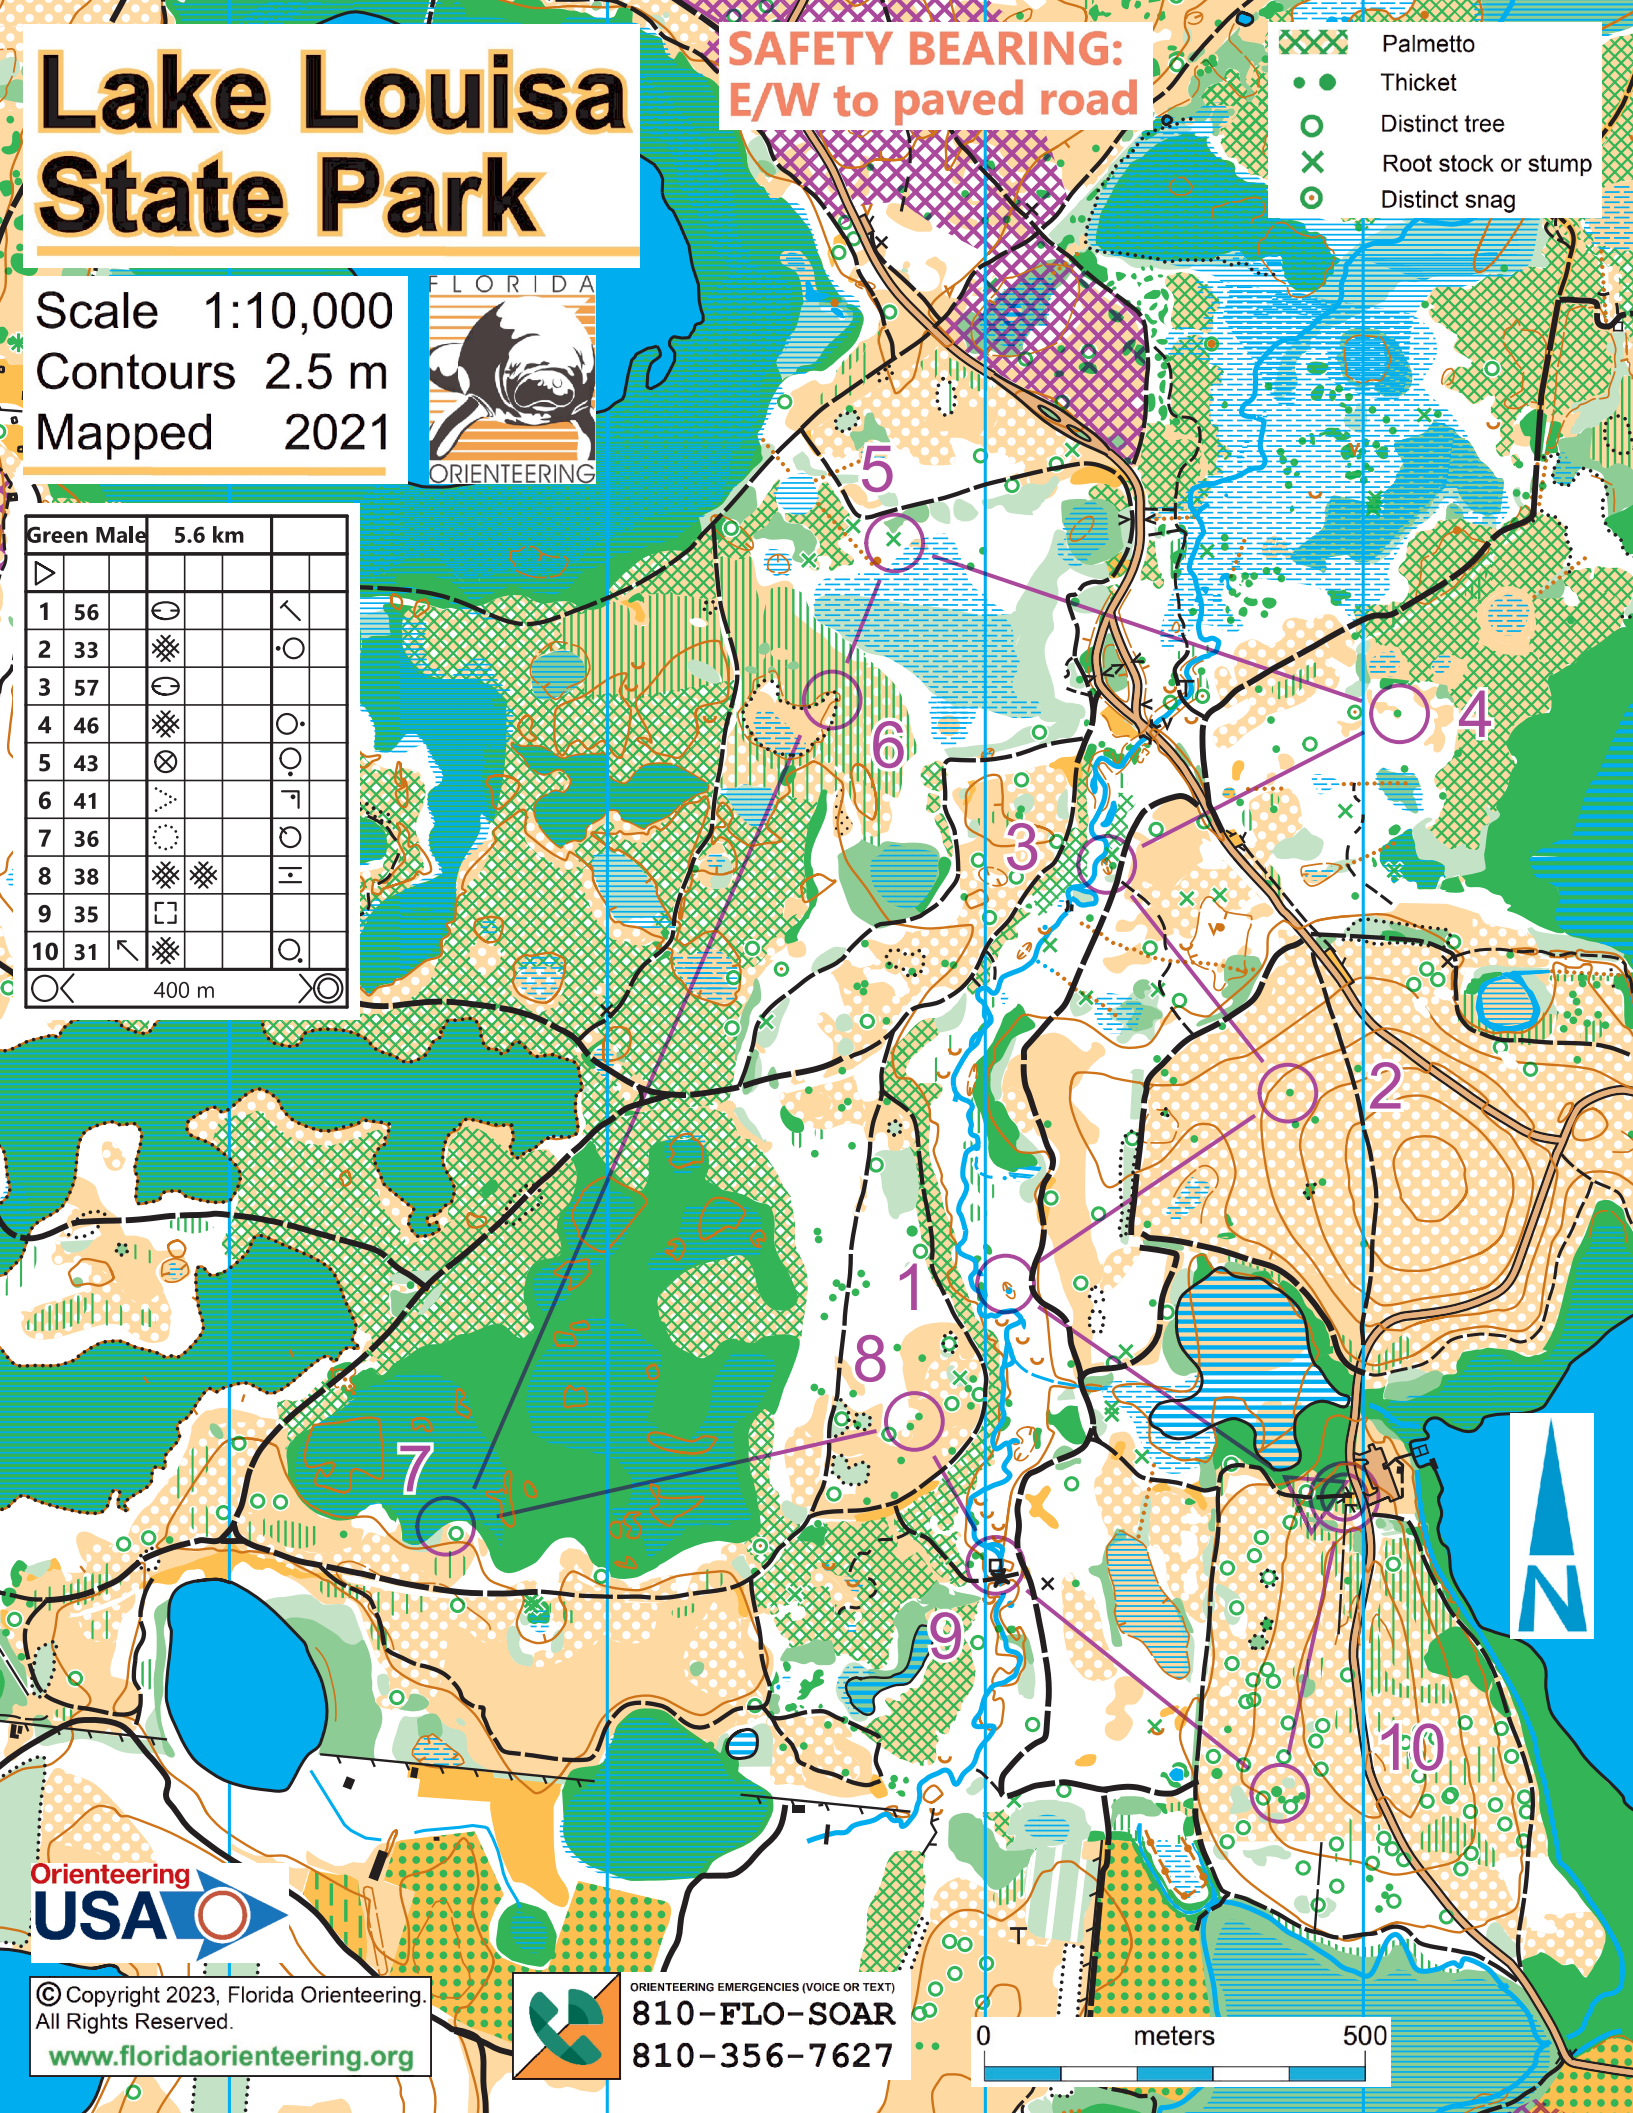 Lake Louisa
State Park
SAFETY BEARING:
E/W to paved road
Palmetto
Thicket
Distinct tree
Root stock or stump
Distinct snag
Scale 1:10,000
Contours 2.5 m
Mapped 2021
FLORIDA
ORIENTEERING
Green Male 5.6 km
1 56
2 33
3 57
4 46
5 43
6 41
7 36
8 38
9 35
10 31
400 m
5
4
6
3
2
1
8
7
9
10
N
Orienteering
USA
© Copyright 2023, Florida Orienteering.
All Rights Reserved.
www.floridaorienteering.org
ORIENTEERING EMERGENCIES (VOICE OR TEXT)
810-FLO-SOAR
810-356-7627
0 meters 500